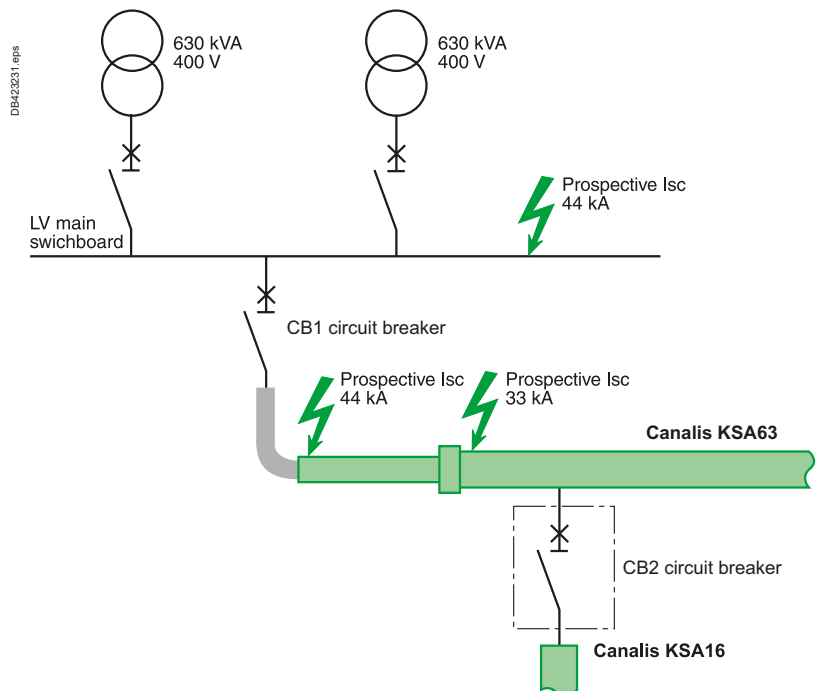 DB423231.eps
630 kVA
400 V
630 kVA
400 V
Prospective Isc
44 kA
LV main
swichboard
CB1 circuit breaker
Prospective Isc
44 kA
Prospective Isc
33 kA
Canalis KSA63
CB2 circuit breaker
Canalis KSA16